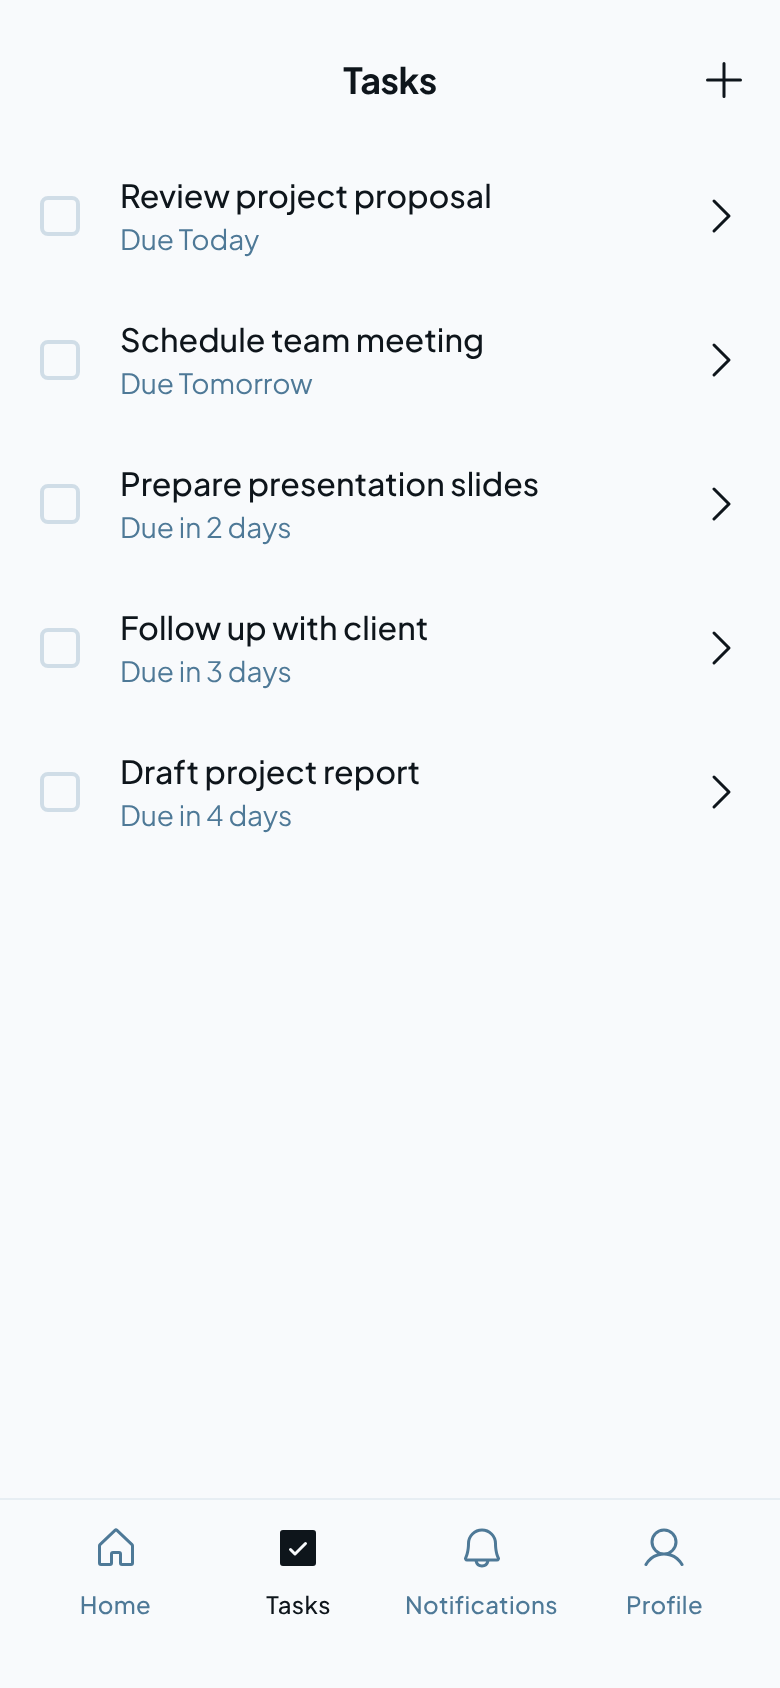 Tasks
Review project proposal
Due Today
Schedule team meeting
Due Tomorrow
Prepare presentation slides
Due in 2 days
Follow up with client
Due in 3 days
Draft project report
Due in 4 days
Home
Tasks
Notifications
Profile